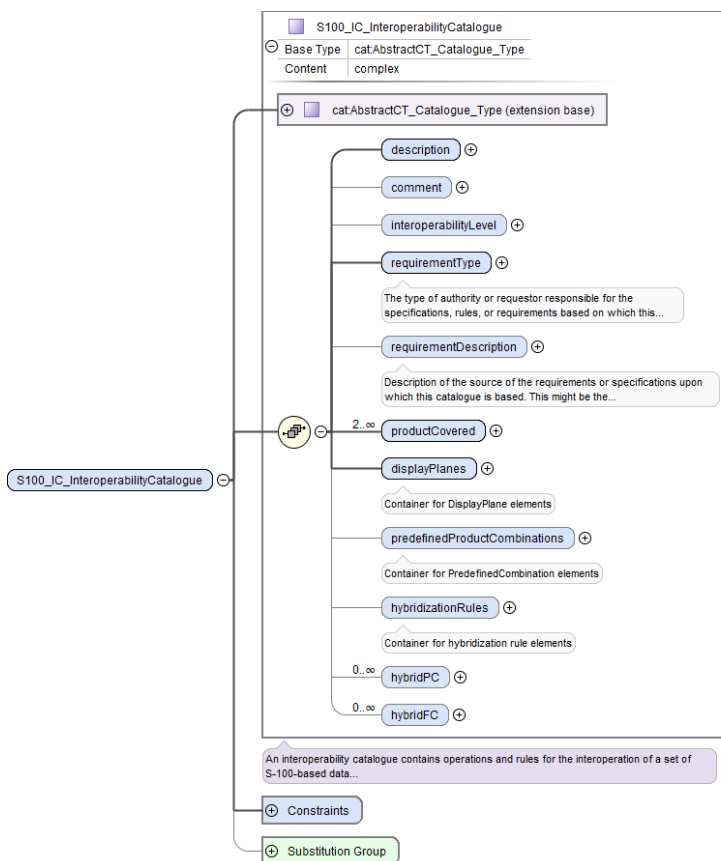 S100_IC_InteroperabilityCatalogue
Base Type cat:AbstractCT_Catalogue_Type
Content complex
cat:AbstractCT_Catalogue_Type (extension base)
description
comment
interoperabilityLevel
requirementType
The type of authority or requestor responsible for the
specifications, rules, or requirements based on which this...
requirementDescription
Description of the source of the requirements or specifications upon
which this catalogue is based. This might be the...
2..∞ productCovered
displayPlanes
Container for DisplayPlane elements
predefinedProductCombinations
Container for PredefinedCombination elements
hybridizationRules
Container for hybridization rule elements
0..∞ hybridPC
0..∞ hybridFC
S100_IC_InteroperabilityCatalogue
An interoperability catalogue contains operations and rules for the interoperation of a set of
S-100-based data...
Constraints
Substitution Group